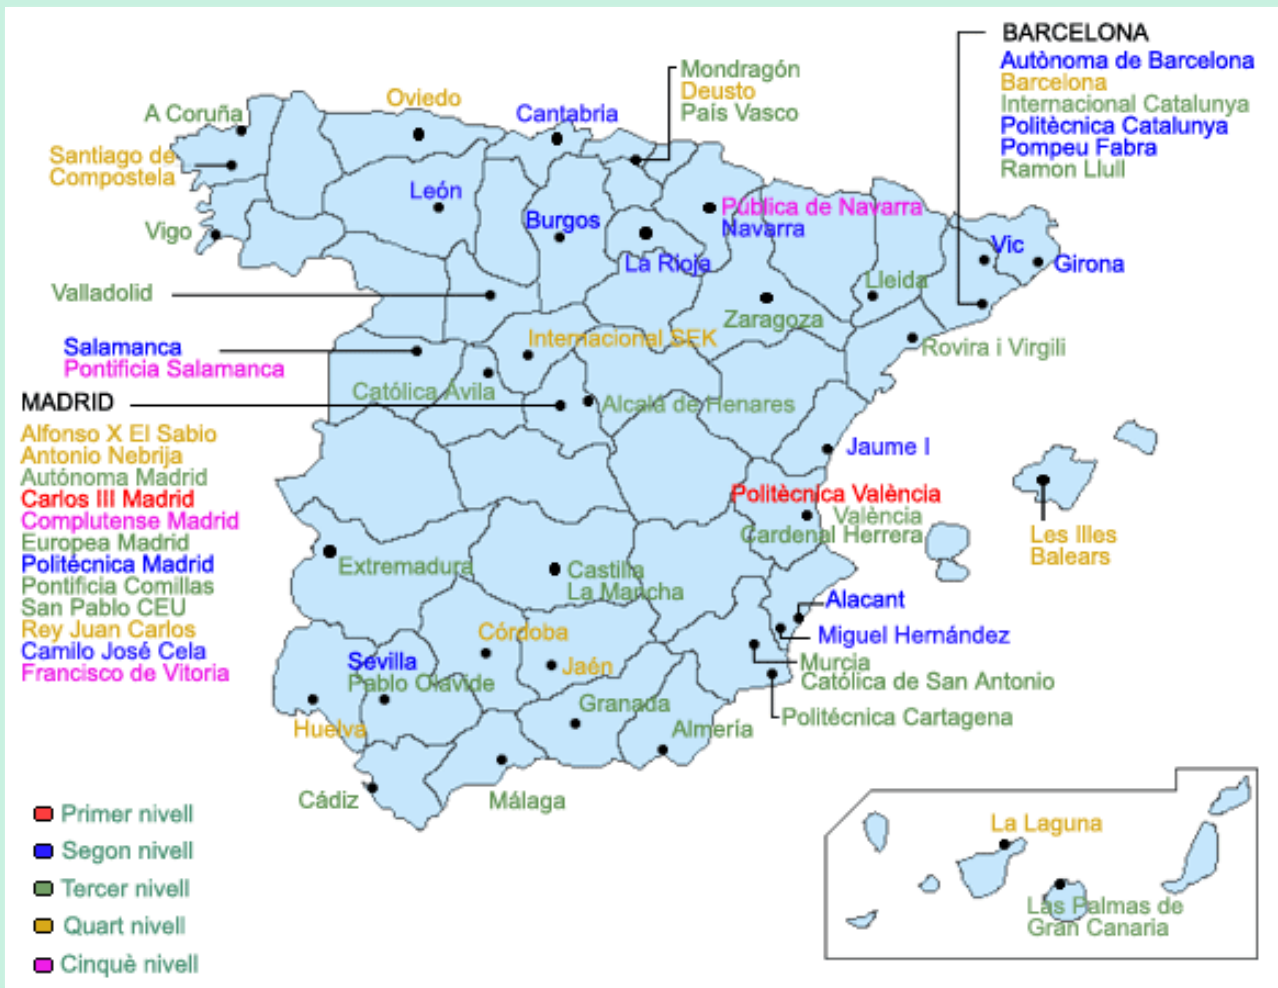 BARCELONA
Autònoma de Barcelona
Barcelona
Internacional Catalunya
Politècnica Catalunya
Pompeu Fabra
Ramon Llull
Mondragón
Deusto
País Vasco
Oviedo
Cantabria
A Coruña
Santiago de
Compostela
León
Burgos
Pública de Navarra
Navarra
Vigo
La Rioja
Vic
Girona
Lleida
Valladolid
Zaragoza
Internacional SEK
Rovira i Virgili
Salamanca
Pontificia Salamanca
Católica Ávila
Alcalá de Henares
MADRID
Alfonso X El Sabio
Antonio Nebrija
Autónoma Madrid
Carlos III Madrid
Complutense Madrid
Europea Madrid
Politécnica Madrid
Pontificia Comillas
San Pablo CEU
Rey Juan Carlos
Camilo José Cela
Francisco de Vitoria
Jaume I
Politècnica València
València
Cardenal Herrera
Les Illes
Balears
Extremadura
Castilla
La Mancha
Alacant
Miguel Hernández
Córdoba
Jaén
Sevilla
Pablo Olavide
Murcia
Católica de San Antonio
Granada
Politécnica Cartagena
Huelva
Almería
Cádiz
Málaga
Primer nivell
Segon nivell
Tercer nivell
Quart nivell
Cinquè nivell
La Laguna
Las Palmas de
Gran Canaria